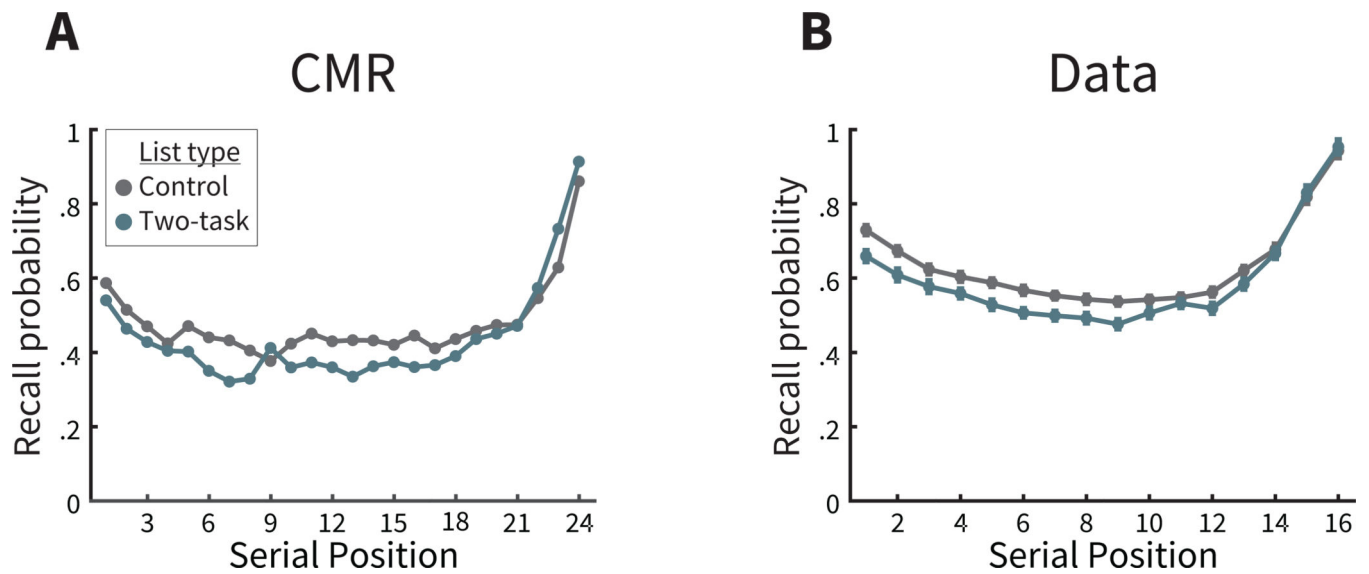 A
CMR
Recall probability
1
.8
.6
.4
.2
0
List type
Control
Two-task
3 6 9 12 15 18 21 24
Serial Position
B
Data
Recall probability
1
.8
.6
.4
.2
0
2 4 6 8 10 12 14 16
Serial Position